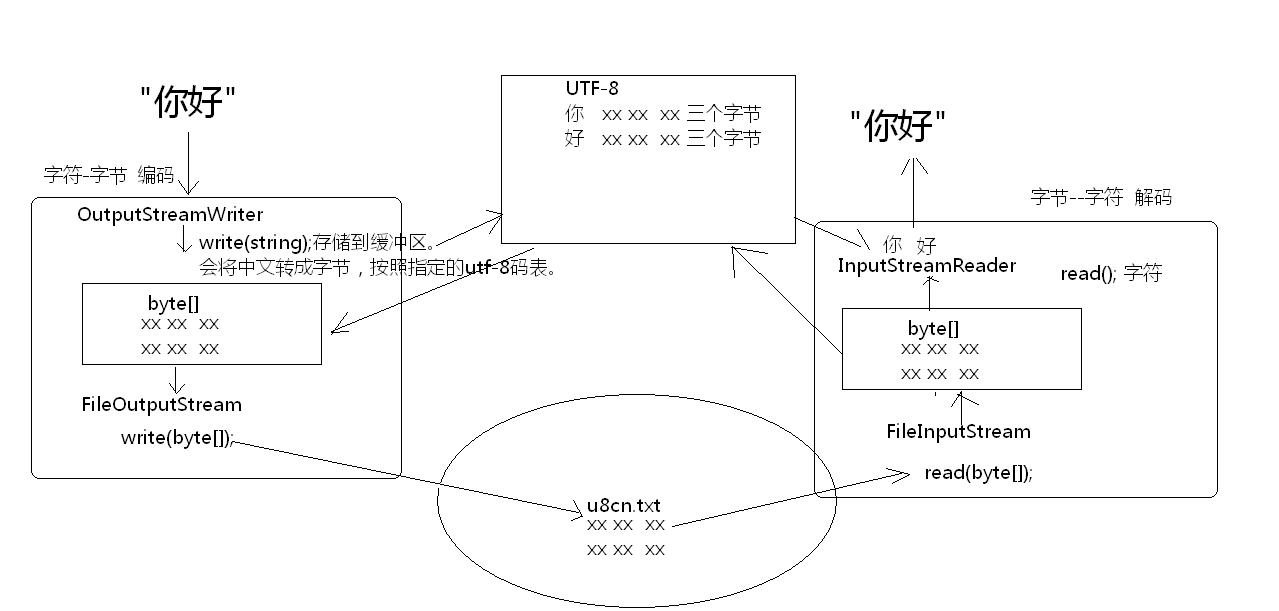 "你好"
字符-字节 编码
OutputStreamWriter
write(string);存储到缓冲区。
会将中文转成字节，按照指定的utf-8码表。
byte[]
xx xx xx
xx xx xx
FileOutputStream
write(byte[]);
UTF-8
你 xx xx xx 三个字节
好 xx xx xx 三个字节
u8cn.txt
xx xx xx
xx xx xx
"你好"
字节--字符 解码
你 好
InputStreamReader
read(); 字符
byte[]
xx xx xx
xx xx xx
FileInputStream
read(byte[]);